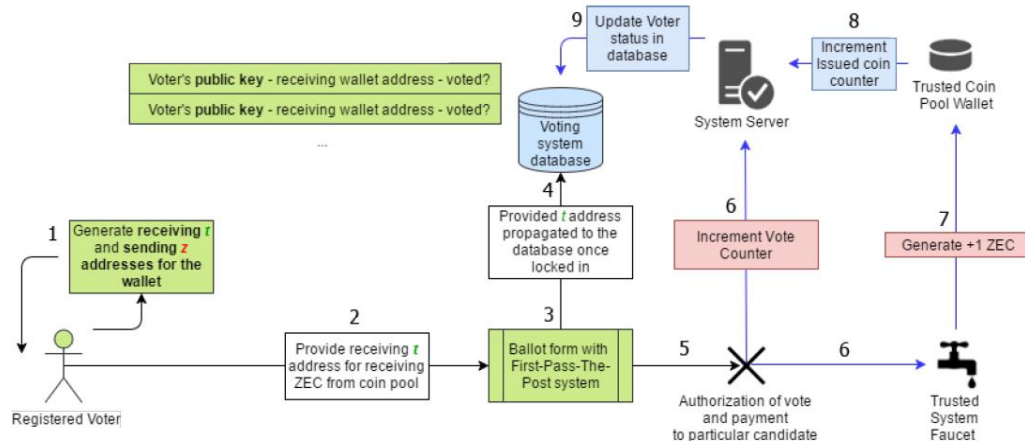 9
Update Voter
status in
database
8
Increment
Issued coin
counter
Trusted Coin
Pool Wallet
System Server
Voter's public key - receiving wallet address - voted?
Voter's public key - receiving wallet address - voted?
...
Voting
system
database
4
Provided t address
propagated to the
database once
locked in
6
Increment Vote
Counter
7
Generate +1 ZEC
1
Generate receiving t
and sending z
addresses for the
wallet
2
Provide receiving t
address for receiving
ZEC from coin pool
3
Ballot form with
First-Pass-The-
Post system
5
6
Registered Voter
Authorization of vote
and payment
to particular candidate
Trusted
System
Faucet